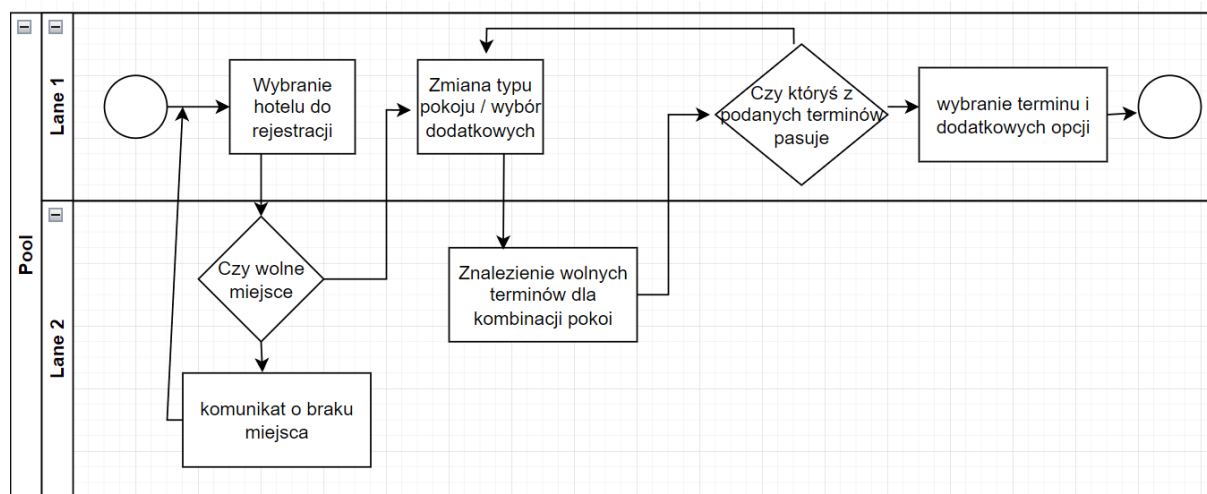 Pool
Lane 1
Wybranie
hotelu do
rejestracji
Zmiana typu
pokoju / wybór
dodatkowych
Czy któryś z
podanych terminów
pasuje
wybranie terminu i
dodatkowych opcji
Lane 2
Czy wolne
miejsce
Znalezienie wolnych
terminów dla
kombinacji pokoi
komunikat o braku
miejsca